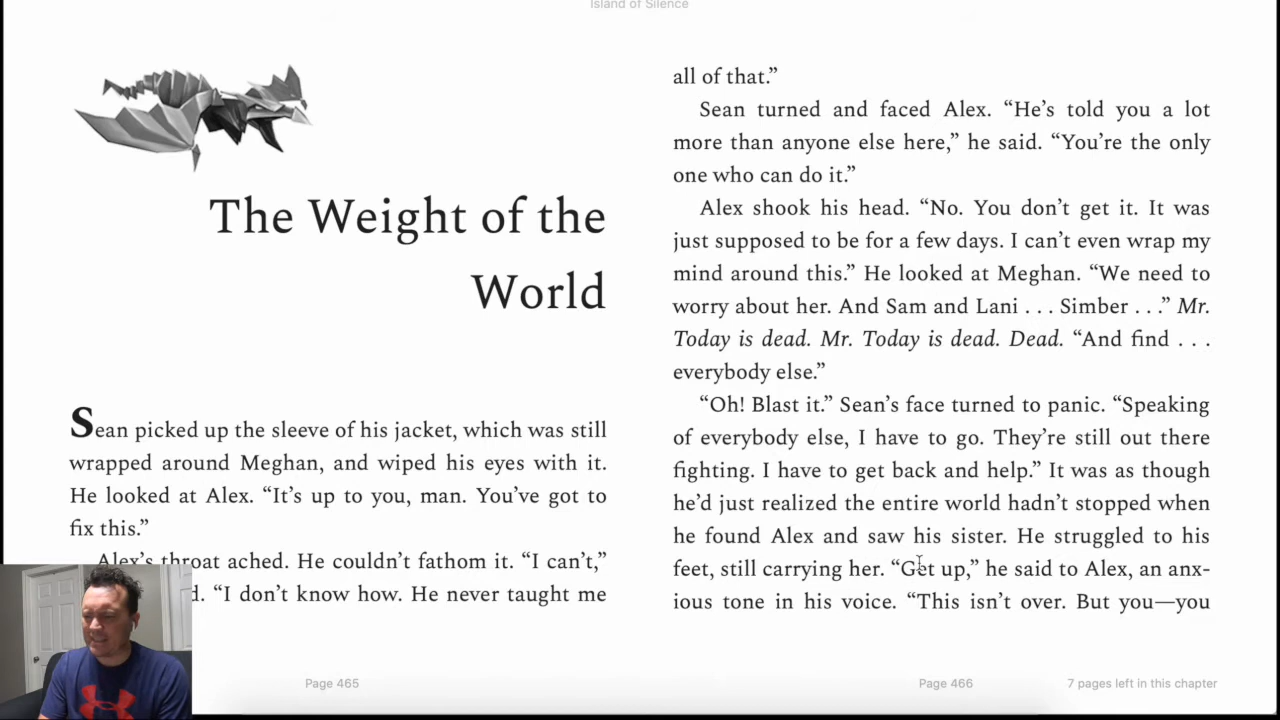 Island of Silence
The Weight of the
World
Sean picked up the sleeve of his jacket, which was still
wrapped around Meghan, and wiped his eyes with it.
He looked at Alex. “It’s up to you, man. You’ve got to
fix this.”
Alex’s throat ached. He couldn’t fathom it. “I can’t,”
“I don’t know how. He never taught me
Page 465
all of that.”
Sean turned and faced Alex. “He’s told you a lot
more than anyone else here,” he said. “You’re the only
one who can do it.”
Alex shook his head. “No. You don’t get it. It was
just supposed to be for a few days. I can’t even wrap my
mind around this.” He looked at Meghan. “We need to
worry about her. And Sam and Lani . . . Simber . . .” Mr.
Today is dead. Mr. Today is dead. Dead. “And find . . .
everybody else.”
“Oh! Blast it.” Sean’s face turned to panic. “Speaking
of everybody else, I have to go. They’re still out there
fighting. I have to get back and help.” It was as though
he’d just realized the entire world hadn’t stopped when
he found Alex and saw his sister. He struggled to his
feet, still carrying her. “Get up,” he said to Alex, an anx-
ious tone in his voice. “This isn’t over. But you—you
Page 466
7 pages left in this chapter